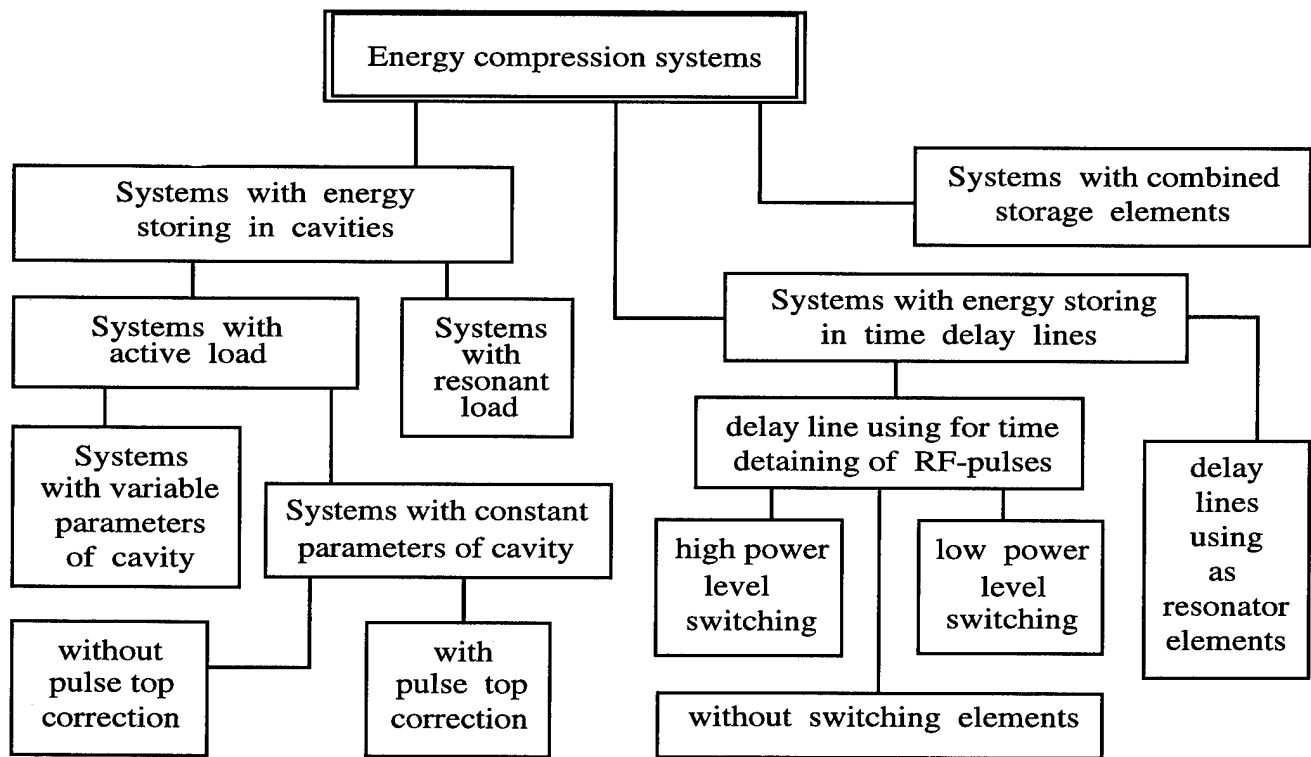 Energy compression systems
Systems with energy
storing in cavities
Systems with combined
storage elements
Systems with
active load
Systems
with
resonant
load
Systems with energy storing
in time delay lines
Systems
with variable
parameters
of cavity
Systems with constant
parameters of cavity
delay line using for time
detaining of RF-pulses
delay
lines
using
as
resonator
elements
high power
level
switching
low power
level
switching
without
pulse top
correction
with
pulse top
correction
without switching elements